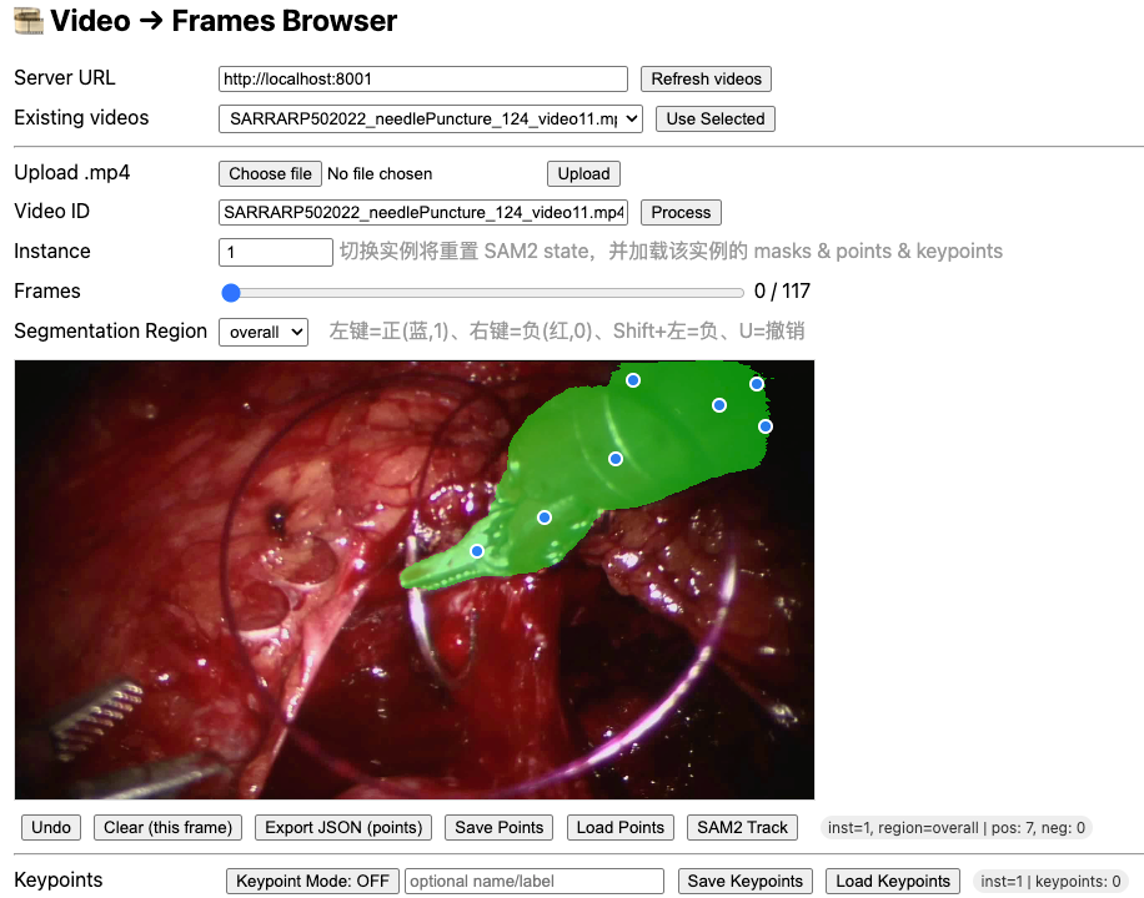 Video → Frames Browser
Server URL http://localhost:8001 Refresh videos
Existing videos SARRARP502022_needlePuncture_124_video11.mp Use Selected
Upload .mp4 Choose file No file chosen Upload
Video ID SARRARP502022_needlePuncture_124_video11.mp4 Process
Instance 1 切换实例将重置 SAM2 state，并加载该实例的 masks & points & keypoints
Frames 0 / 117
Segmentation Region overall 左键=正(蓝,1)、右键=负(红,0)、Shift+左=负、U=撤销
Undo Clear (this frame) Export JSON (points) Save Points Load Points SAM2 Track inst=1, region=overall | pos: 7, neg: 0
Keypoints Keypoint Mode: OFF optional name/label Save Keypoints Load Keypoints inst=1 | keypoints: 0